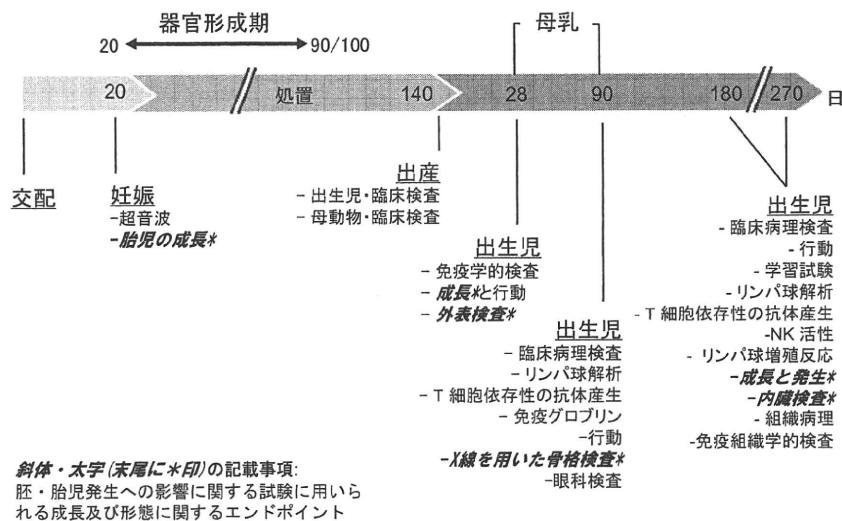 器官形成期
20 90/100
母乳
20 処置 140 28 90 180 270 日
交配
妊娠
-超音波
-胎児の成長*
出産
- 出生児・臨床検査
- 母動物・臨床検査
出生児
- 免疫学的検査
- 成長*と行動
- 外表検査*
出生児
- 臨床病理検査
- リンパ球解析
- T 細胞依存性の抗体産生
- 免疫グロブリン
-行動
-X線を用いた骨格検査*
-眼科検査
出生児
- 臨床病理検査
- 行動
- 学習試験
- リンパ球解析
- T 細胞依存性の抗体産生
-NK 活性
- リンパ球増殖反応
-成長と発生*
-内臓検査*
- 組織病理
-免疫組織学的検査
斜体・太字(末尾に*印)の記載事項:
胚・胎児発生への影響に関する試験に用いら
れる成長及び形態に関するエンドポイント